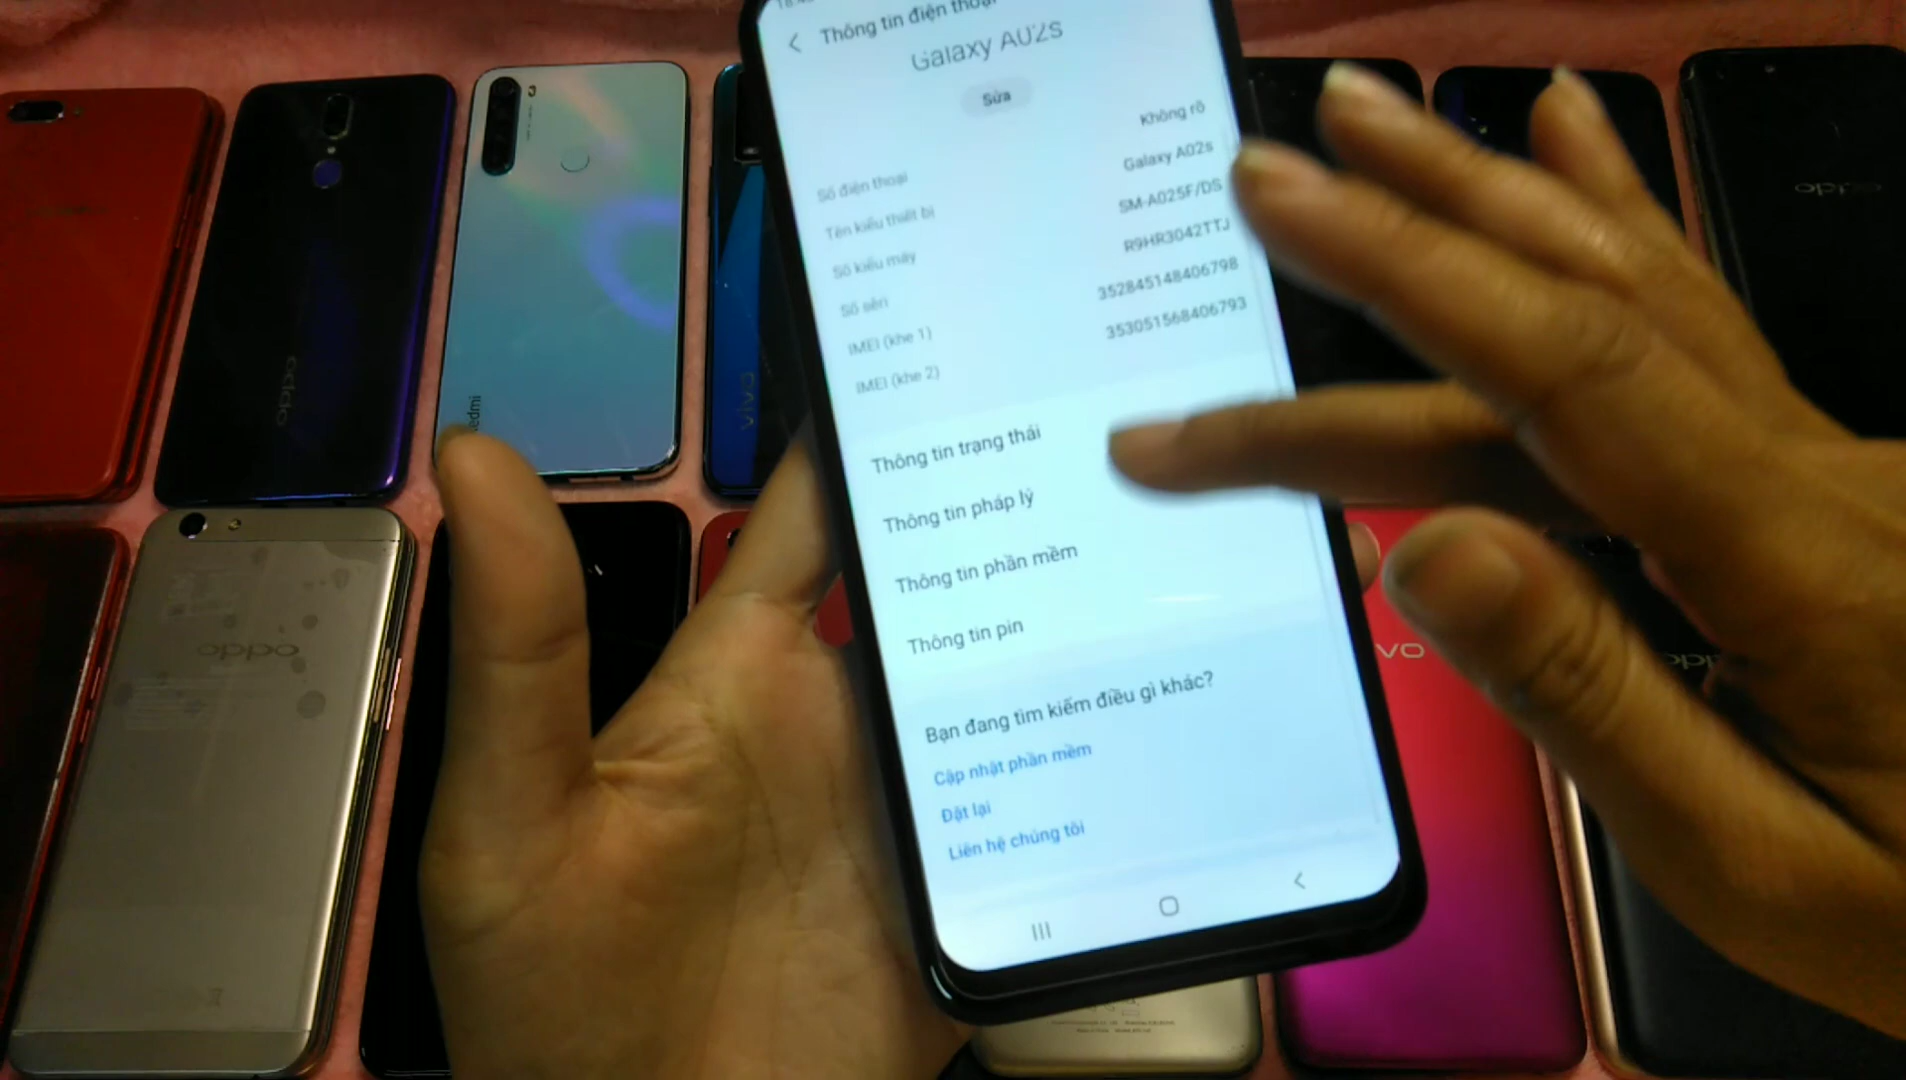 Thông tin điện thoại
Galaxy A02s
Sửa
Số điện thoại
Không rõ
Tên kiểu thiết bị
Galaxy A02s
Số kiểu máy
SM-A025F/DS
Số sêri
R9HR3042TTJ
IMEI (khe 1)
352845148406798
IMEI (khe 2)
353051568406793
Thông tin trạng thái
Thông tin pháp lý
Thông tin phần mềm
Thông tin pin
Bạn đang tìm kiếm điều gì khác?
Cập nhật phần mềm
Đặt lại
Liên hệ chúng tôi
oppo
edmi
vivo
oppo
oppo
vo